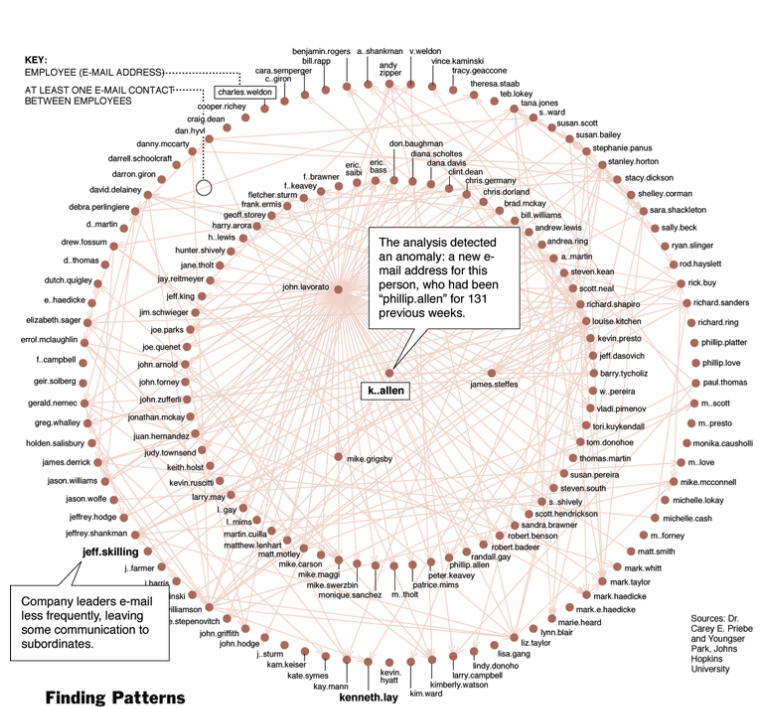 KEY:
EMPLOYEE (E-MAIL ADDRESS)
AT LEAST ONE E-MAIL CONTACT
BETWEEN EMPLOYEES
benjamin.rogers
bill.rapp
cara.semperger
c..giron
charles.weldon
cooper.richey
craig.dean
dan.hyvl
danny.mccarty
darrell.schoolcraft
darron.giron
david.delainey
debra.perlingiere
d..martin
drew.fossum
d..thomas
dutch.quigley
e..haedicke
elizabeth.sager
errol.mclaughlin
f..campbell
geir.solberg
gerald.nemec
greg.whalley
holden.salisbury
james.derrick
jason.williams
jason.wolfe
jeffrey.hodge
jeffrey.shankman
jeff.skilling
j..farmer
j.harris
inski
illiamson
e.stepenovitch
john.griffith
john.hodge
j..sturm
kam.keiser
kate.symes
kay.mann
kenneth.lay
kevin.
hyatt
kim.ward
kimberly.watson
larry.campbell
lindy.donoho
lisa.gang
liz.taylor
lynn.blair
marie.heard
mark.e.haedicke
mark.haedicke
mark.taylor
mark.whitt
matt.smith
m..forney
michelle.cash
michelle.lokay
mike.mcconnell
m..love
monika.causholli
m..presto
m..scott
paul.thomas
phillip.love
phillip.platter
richard.ring
richard.sanders
rick.buy
rod.hayslett
ryan.slinger
sally.beck
sara.shackleton
shelley.corman
stacy.dickson
stanley.horton
stephanie.panus
susan.bailey
susan.scott
s..ward
tana.jones
teb.lokey
theresa.staab
tracy.geaccone
vince.kaminski
v.weldon
a..shankman
andy
zipper
don.baughman
diana.scholtes
dana.davis
clint.dean
chris.germany
chris.dorland
brad.mckay
bill.williams
andrew.lewis
andrea.ring
a..martin
steven.kean
scott.neal
richard.shapiro
louise.kitchen
kevin.presto
jeff.dasovich
barry.tycholiz
w..pereira
vladi.pimenov
tori.kuykendall
tom.donohoe
thomas.martin
susan.pereira
steven.south
s..shively
scott.hendrickson
sandra.brawner
robert.benson
robert.badeer
randall.gay
phillip.allen
peter.keavey
patrice.mims
m..tholt
monique.sanchez
mike.swerzbin
mike.maggi
mike.carson
matt.motley
matthew.lenhart
martin.cuilla
l..mims
l..gay
larry.may
kevin.ruscitti
keith.holst
judy.townsend
juan.hernandez
jonathan.mckay
john.zufferli
john.forney
john.arnold
joe.quenet
joe.parks
jim.schwieger
jeff.king
jay.reitmeyer
jane.tholt
hunter.shively
h..lewis
harry.arora
geoff.storey
frank.ermis
fletcher.sturm
f..keavey
f..brawner
eric.
saibi
eric.
bass
john.lavorato
The analysis detected
an anomaly: a new e-
mail address for this
person, who had been
“phillip.allen” for 131
previous weeks.
k..allen
james.steffes
mike.grigsby
Company leaders e-mail
less frequently, leaving
some communication to
subordinates.
Sources: Dr.
Carey E. Priebe
and Youngser
Park, Johns
Hopkins
University
Finding Patterns